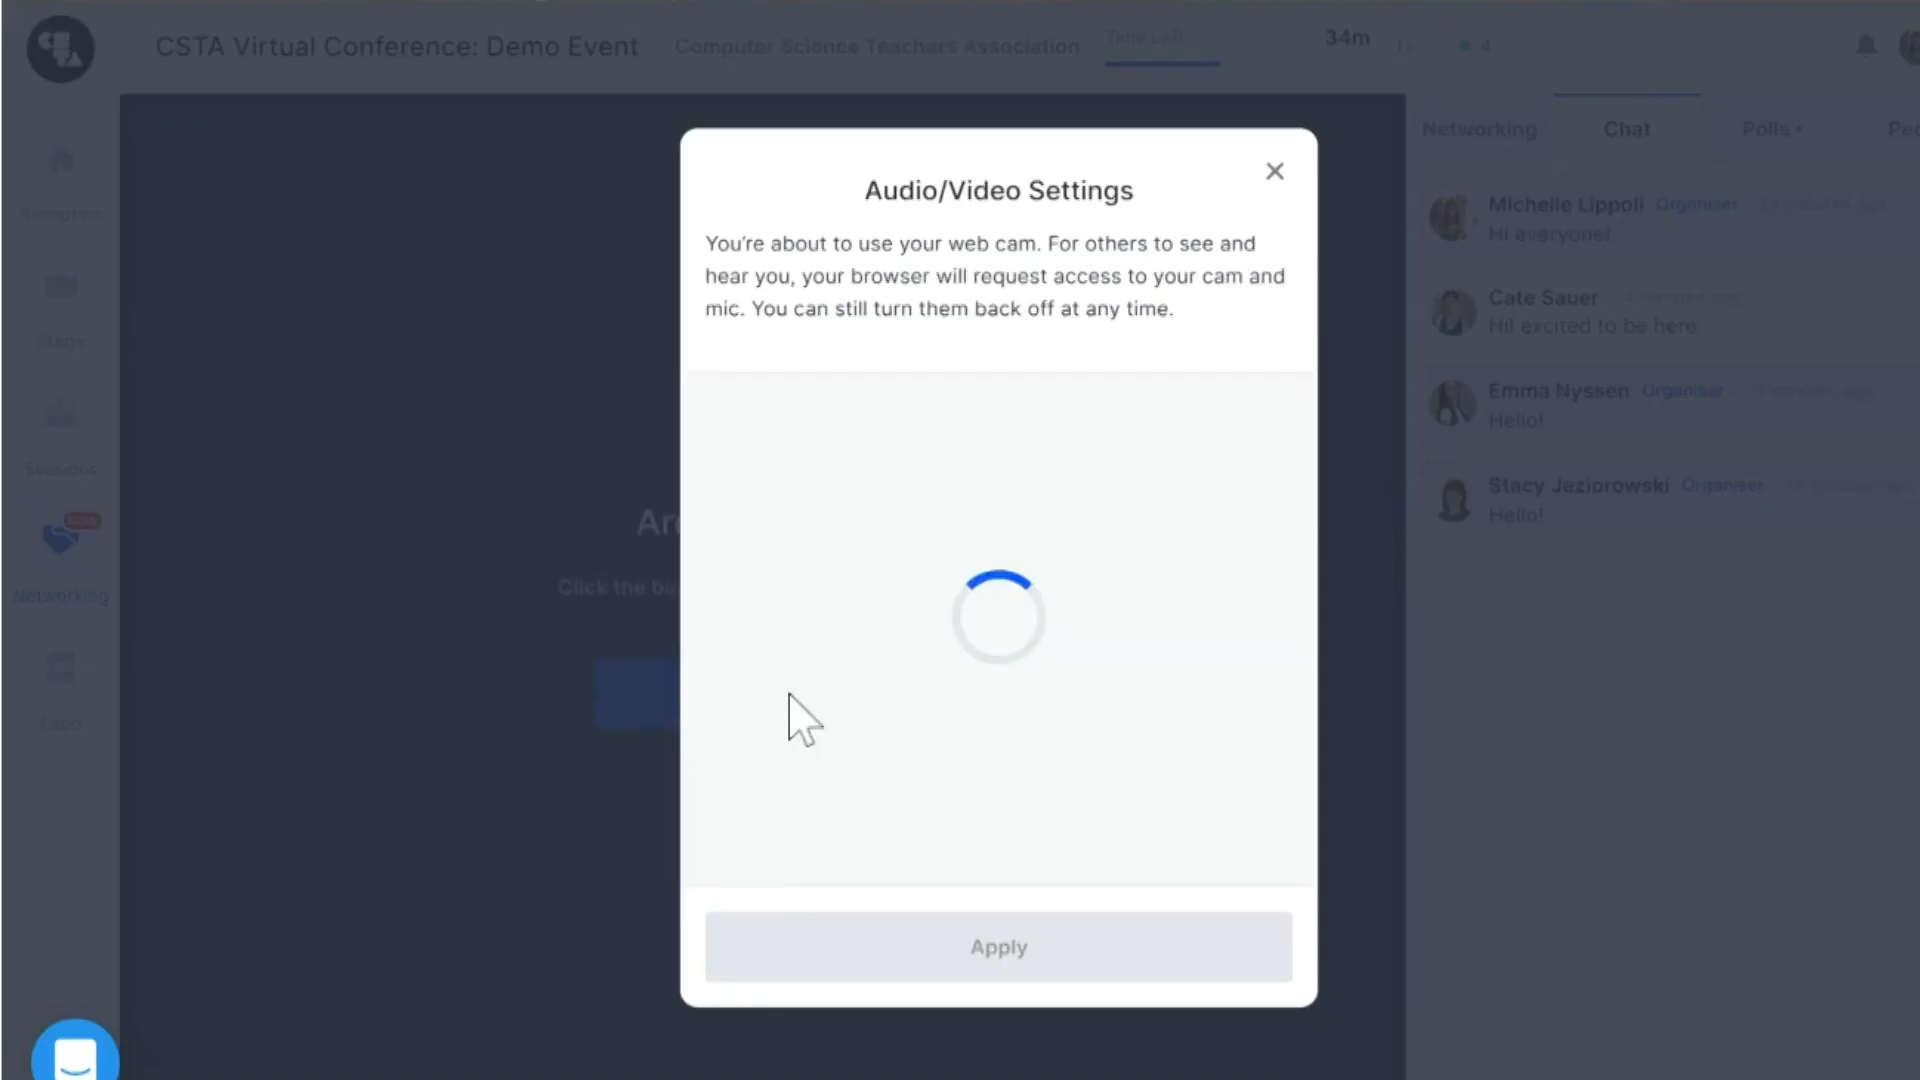 CSTA Virtual Conference: Demo Event
Computer Science Teachers Association
Time Left
34m
4
Networking
Chat
Polls
Reception
Stage
Sessions
Networking
Expo
Audio/Video Settings
You're about to use your web cam. For others to see and
hear you, your browser will request access to your cam and
mic. You can still turn them back off at any time.
Click the
Apply
Michelle Lippoli Organiser
Hi everyone!
Cate Sauer
Hi! excited to be here
Emma Nyssen Organiser
Hello!
Stacy Jeziorowski Organiser
Hello!